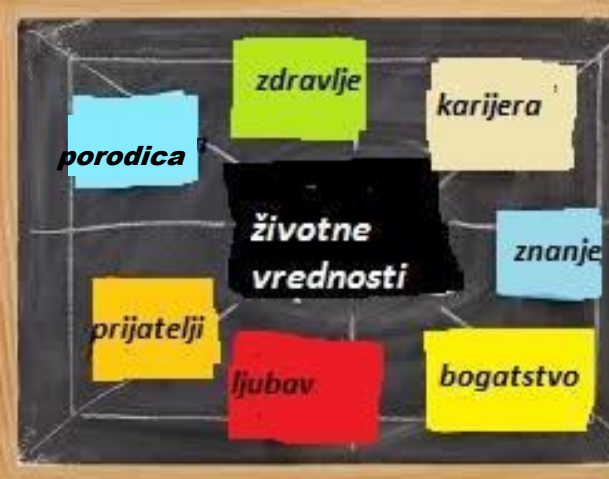 zdravlje
karijera
porodica
životne
vrednosti
znanje
prijatelji
ljubav
bogatstvo